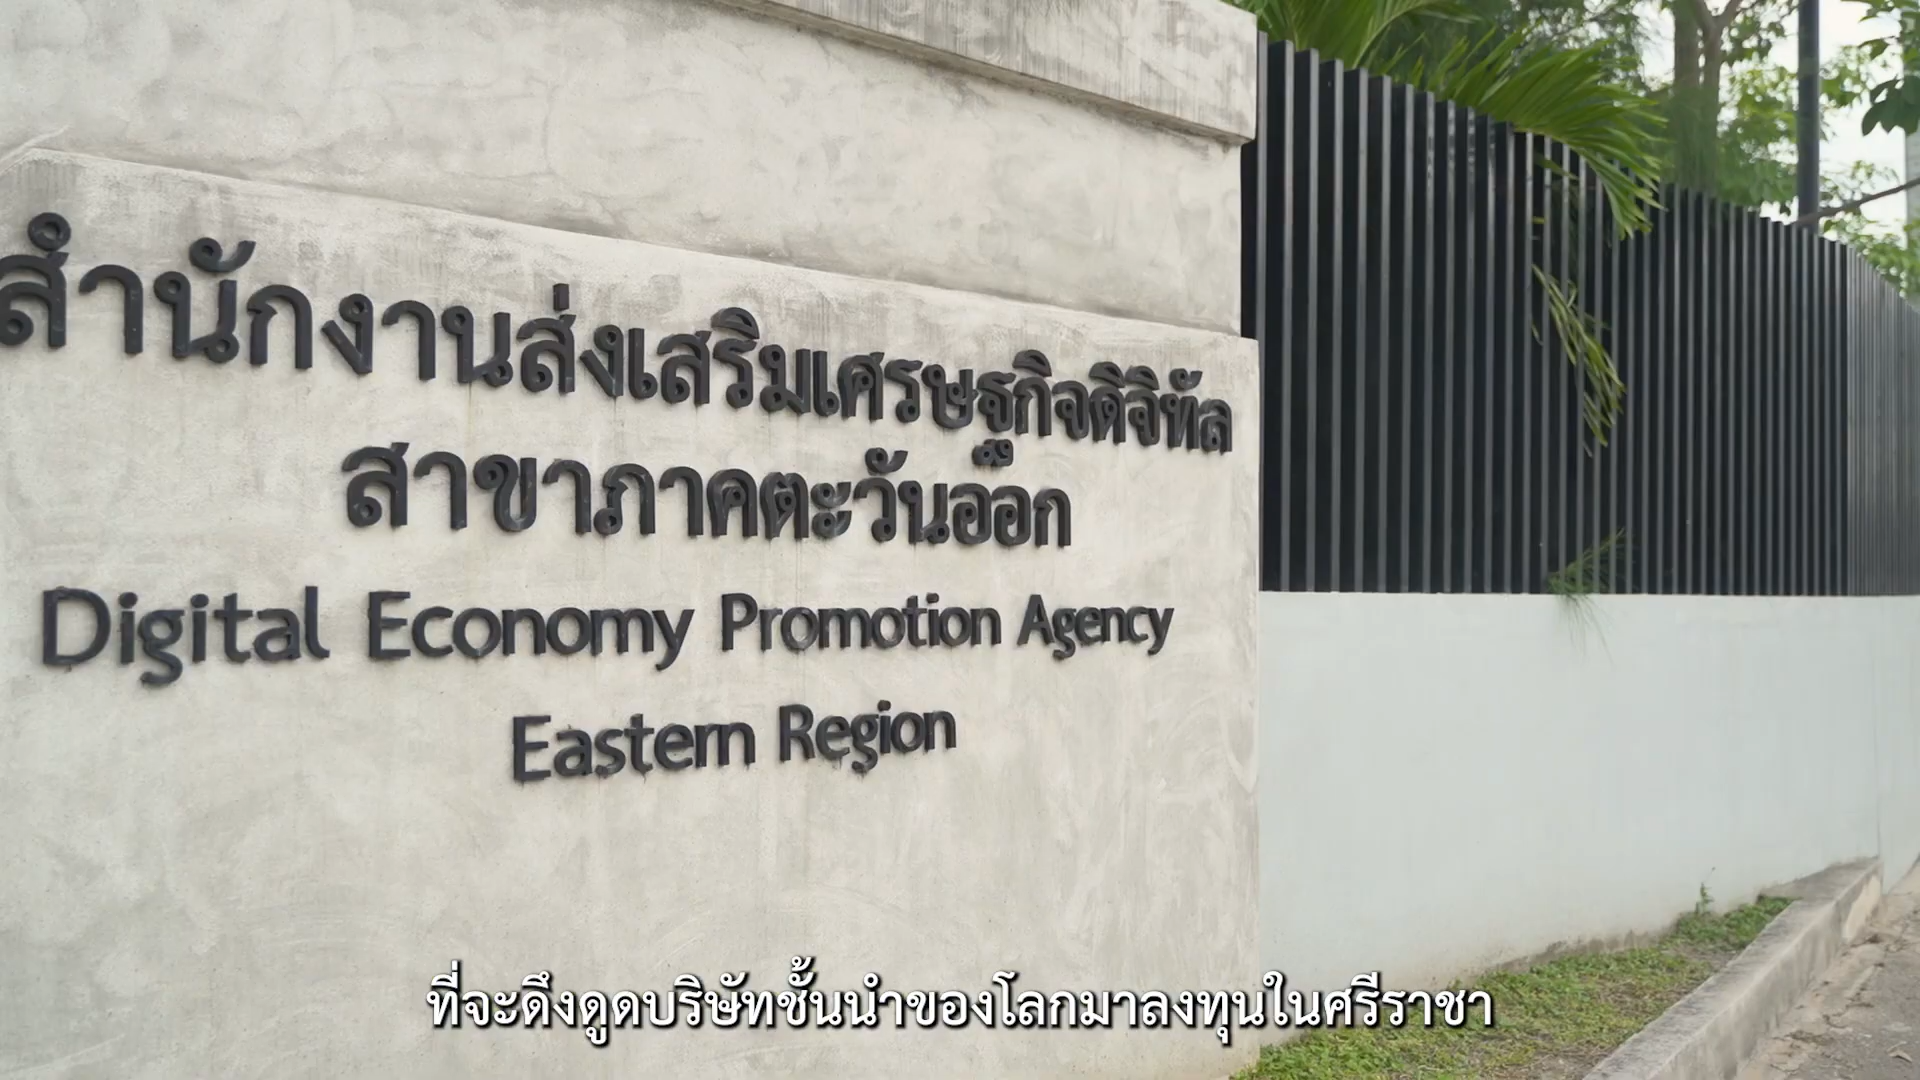 สำนักงานส่งเสริมเศรษฐกิจดิจิทัล
สาขาภาคตะวันออก
Digital Economy Promotion Agency
Eastern Region
ที่จะดึงดูดบริษัทชั้นนำของโลกมาลงทุนในศรีราชา